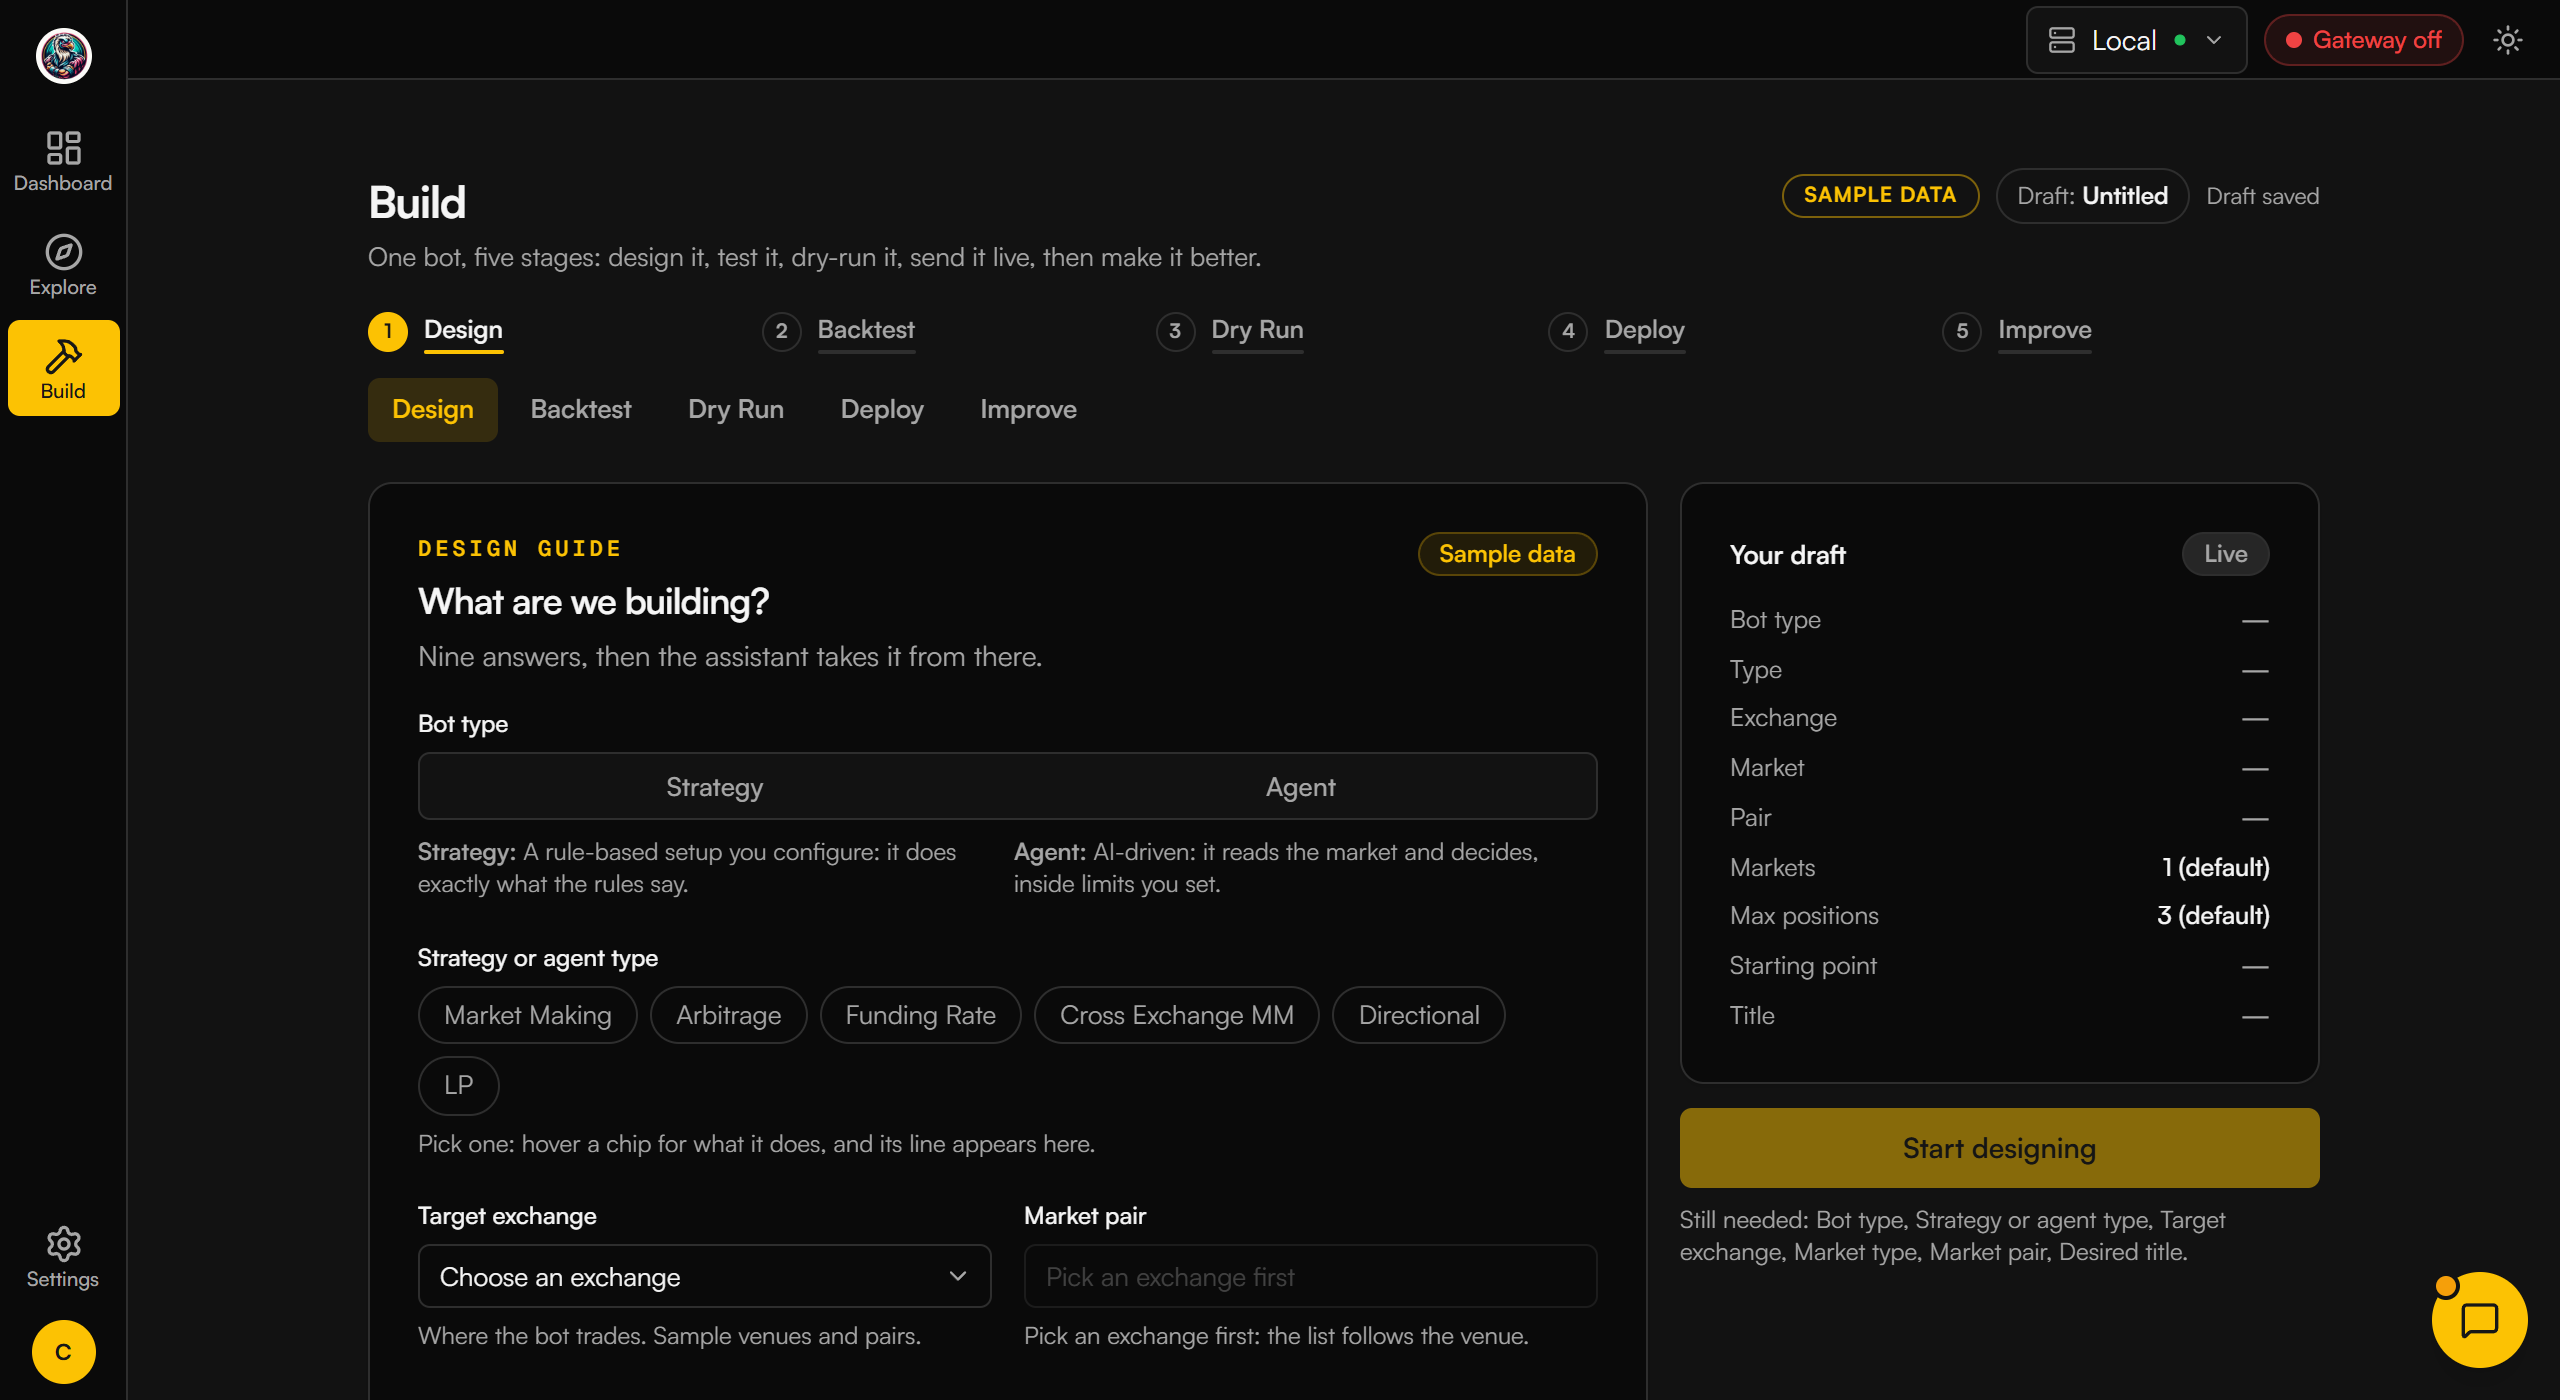 Local
Gateway off
Dashboard
Explore
Build
Settings
C
Build
One bot, five stages: design it, test it, dry-run it, send it live, then make it better.
SAMPLE DATA
Draft: Untitled
Draft saved
1 Design
2 Backtest
3 Dry Run
4 Deploy
5 Improve
Design
Backtest
Dry Run
Deploy
Improve
DESIGN GUIDE
Sample data
What are we building?
Nine answers, then the assistant takes it from there.
Bot type
Strategy
Agent
Strategy: A rule-based setup you configure: it does
exactly what the rules say.
Agent: AI-driven: it reads the market and decides,
inside limits you set.
Strategy or agent type
Market Making
Arbitrage
Funding Rate
Cross Exchange MM
Directional
LP
Pick one: hover a chip for what it does, and its line appears here.
Target exchange
Choose an exchange
Where the bot trades. Sample venues and pairs.
Market pair
Pick an exchange first
Pick an exchange first: the list follows the venue.
Your draft
Live
Bot type —
Type —
Exchange —
Market —
Pair —
Markets 1 (default)
Max positions 3 (default)
Starting point —
Title —
Start designing
Still needed: Bot type, Strategy or agent type, Target
exchange, Market type, Market pair, Desired title.